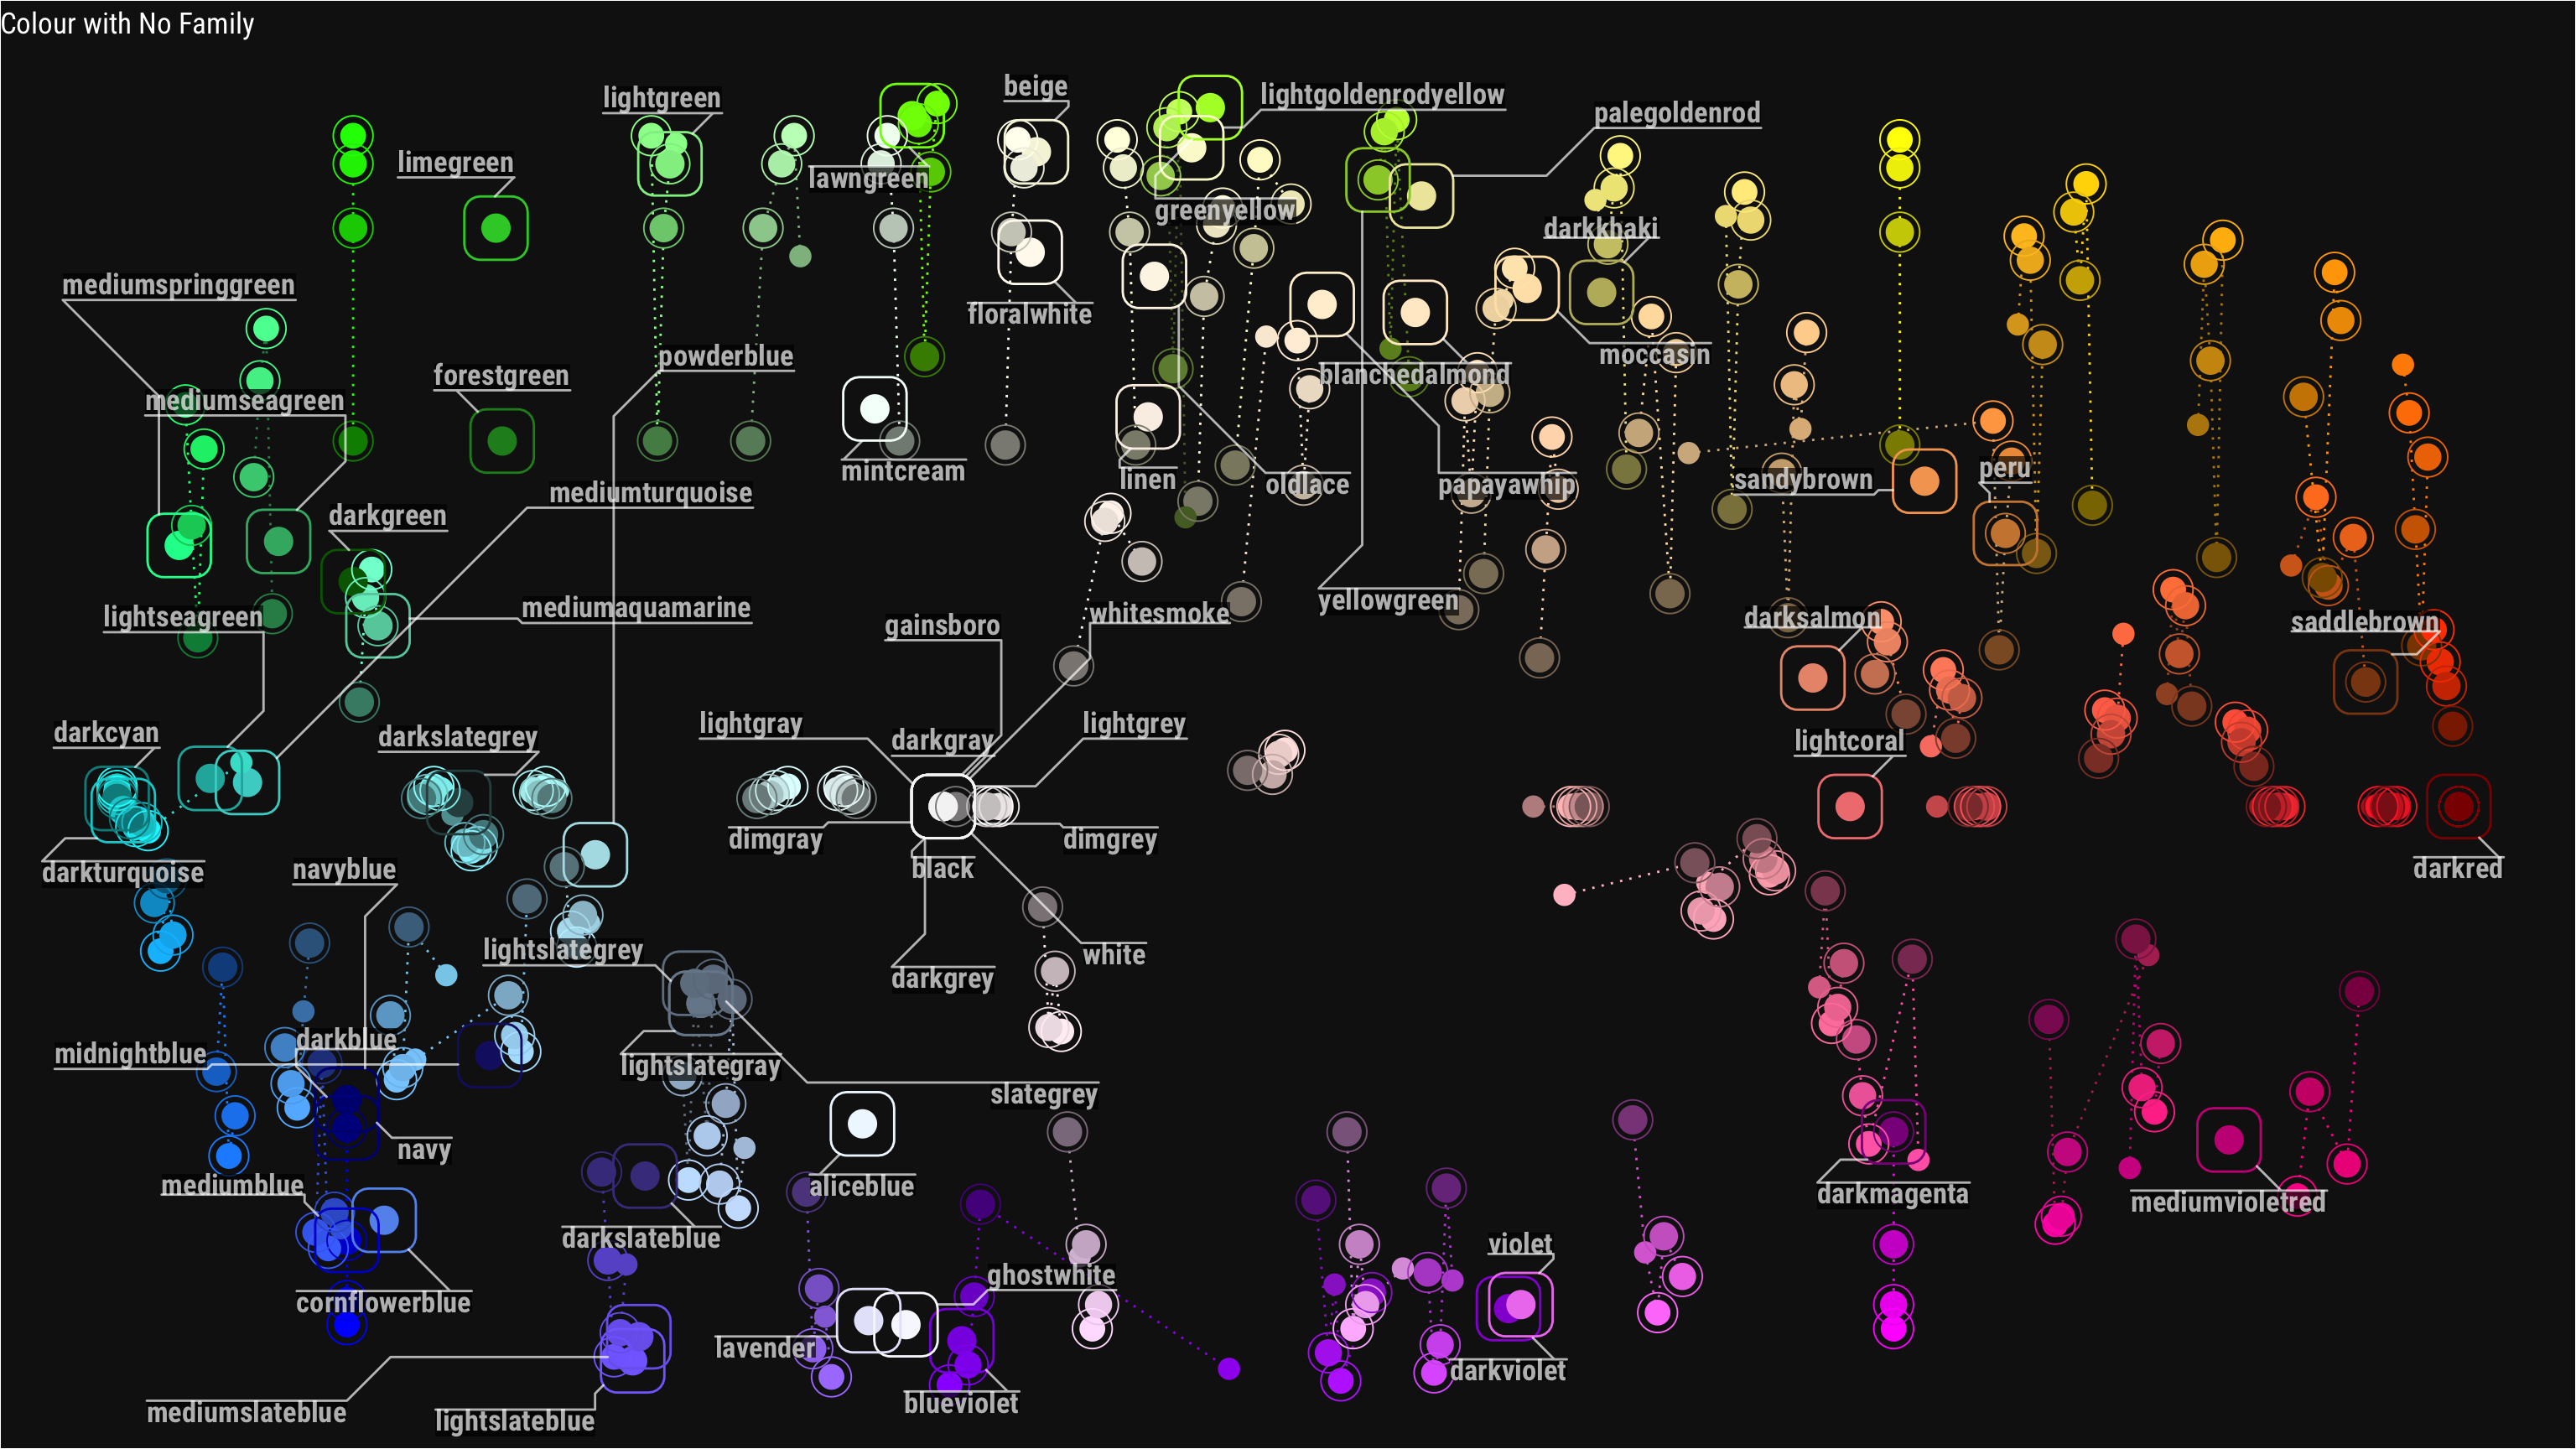 Colour with No Family
beige
lightgreen
lightgoldenrodyellow
palegoldenrod
limegreen
lawngreen
greenyellow
darkkhaki
mediumspringgreen
floralwhite
powderblue
moccasin
forestgreen
blanchedalmond
mediumseagreen
mintcream
linen
oldlace
papayawhip
sandybrown
peru
mediumturquoise
darkgreen
yellowgreen
mediumaquamarine
whitesmoke
lightseagreen
gainsboro
darksalmon
saddlebrown
darkcyan
darkslategrey
lightgray
darkgray
lightgrey
lightcoral
dimgray
dimgrey
black
darkred
darkturquoise
navyblue
lightslategrey
white
darkgrey
darkblue
midnightblue
lightslategray
slategrey
navy
mediumblue
aliceblue
darkmagenta
mediumvioletred
darkslateblue
violet
ghostwhite
cornflowerblue
lavender
darkviolet
blueviolet
mediumslateblue
lightslateblue